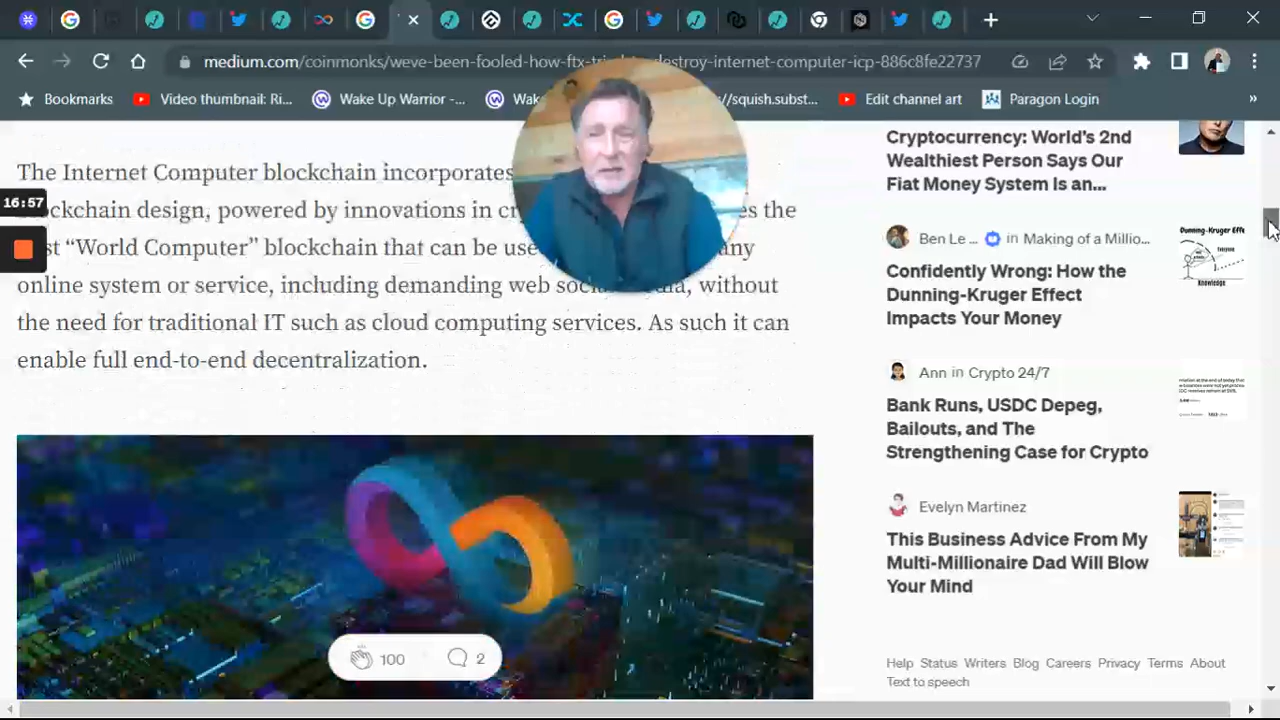 medium.com/coinmonks/weve-been-fooled-how-ftx-tri destroy-internet-computer-icp-886c8fe22737
Bookmarks
Video thumbnail: Ri...
Wake Up Warrior -...
//squish.subst...
Edit channel art
Paragon Login
»
The Internet Computer blockchain incorporates
blockchain design, powered by innovations in the
"World Computer" blockchain that can be any
online system or service, including demanding web without
the need for traditional IT such as cloud computing services. As such it can
enable full end-to-end decentralization.
16:57
100
2
Cryptocurrency: World's 2nd
Wealthiest Person Says Our
Fiat Money System Is an...
Ben Le ... in Making of a Millio...
Confidently Wrong: How the
Dunning-Kruger Effect
Impacts Your Money
Dunning-Kruger Effe
Knowledge
Ann in Crypto 24/7
Bank Runs, USDC Depeg,
Bailouts, and The
Strengthening Case for Crypto
Evelyn Martinez
This Business Advice From My
Multi-Millionaire Dad Will Blow
Your Mind
Help Status Writers Blog Careers Privacy Terms About
Text to speech